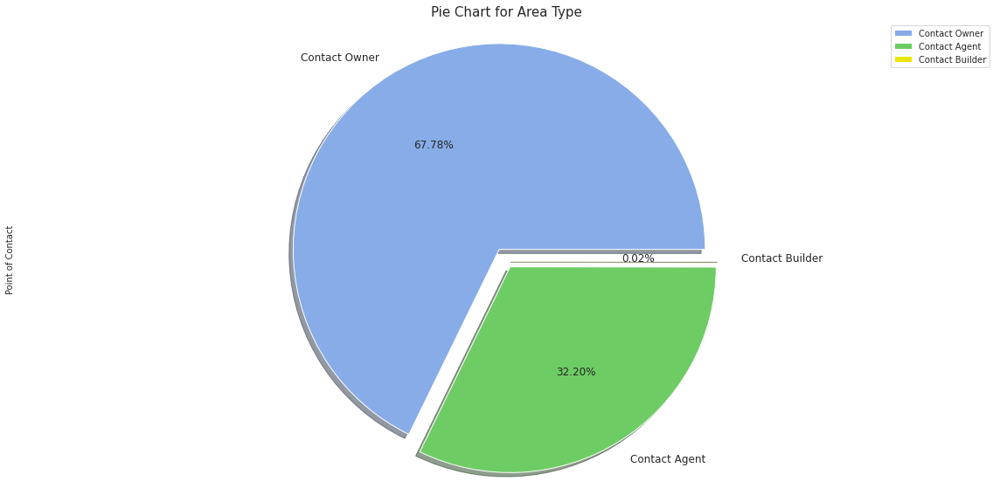 Pie Chart for Area Type
Contact Owner
Contact Agent
Contact Builder
Contact Owner
67.78%
Point of Contact
0.02%
Contact Builder
32.20%
Contact Agent